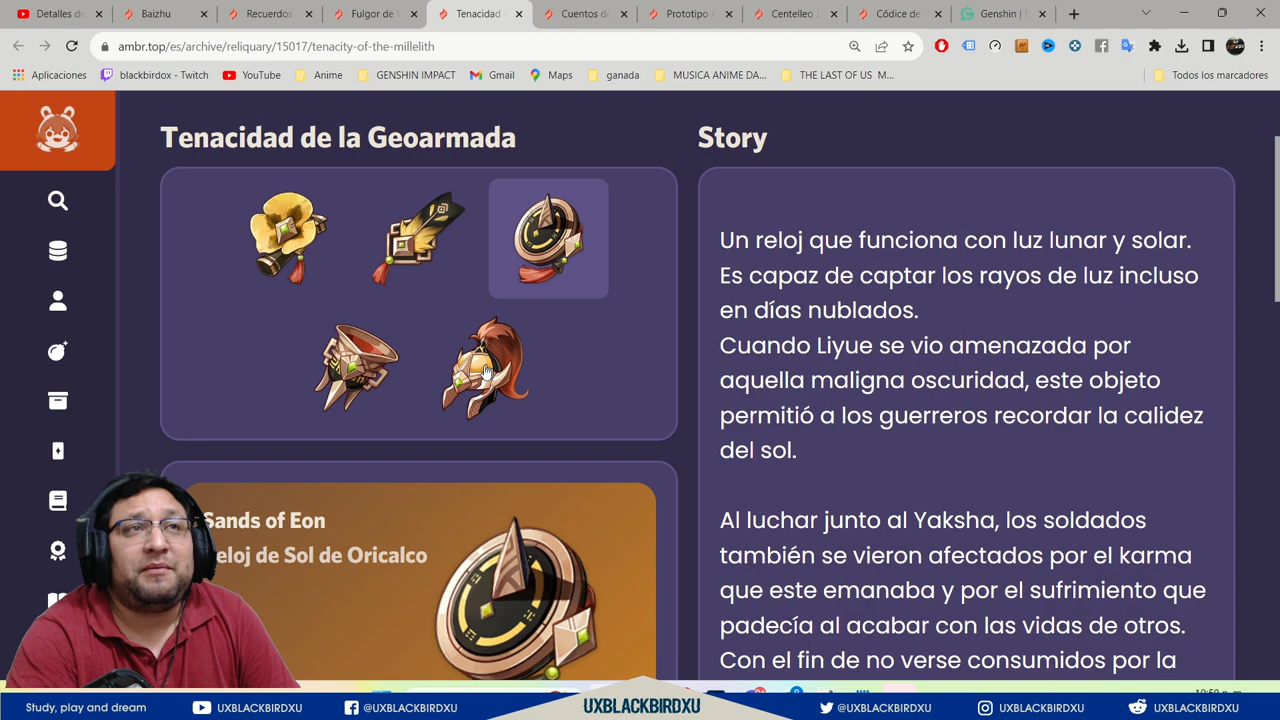 Detalles de
Baizhu
Recuerdos
Fulgor de
Tenacidad
Cuentos de
Prototipo
Centelleo
Códice de
Genshin |
ambr.top/es/archive/reliquary/15017/tenacity-of-the-millelith
Aplicaciones
blackbirdox - Twitch
YouTube
Anime
GENSHIN IMPACT
Gmail
Maps
ganada
MUSICA ANIME DA...
THE LAST OF US M...
Todos los marcadores
Tenacidad de la Geoarmada
Sands of Eon
eloj de Sol de Oricalco
Story
Un reloj que funciona con luz lunar y solar.
Es capaz de captar los rayos de luz incluso
en días nublados.
Cuando Liyue se vio amenazada por
aquella maligna oscuridad, este objeto
permitió a los guerreros recordar la calidez
del sol.
Al luchar junto al Yaksha, los soldados
también se vieron afectados por el karma
que este emanaba y por el sufrimiento que
padecía al acabar con las vidas de otros.
Con el fin de no verse consumidos por la
Study, play and dream
UXBLACKBIRDXU
@UXBLACKBIRDXU
UXBLACKBIRDXU
@UXBLACKBIRDXU
UXBLACKBIRDXU
UXBLACKBIRDXU